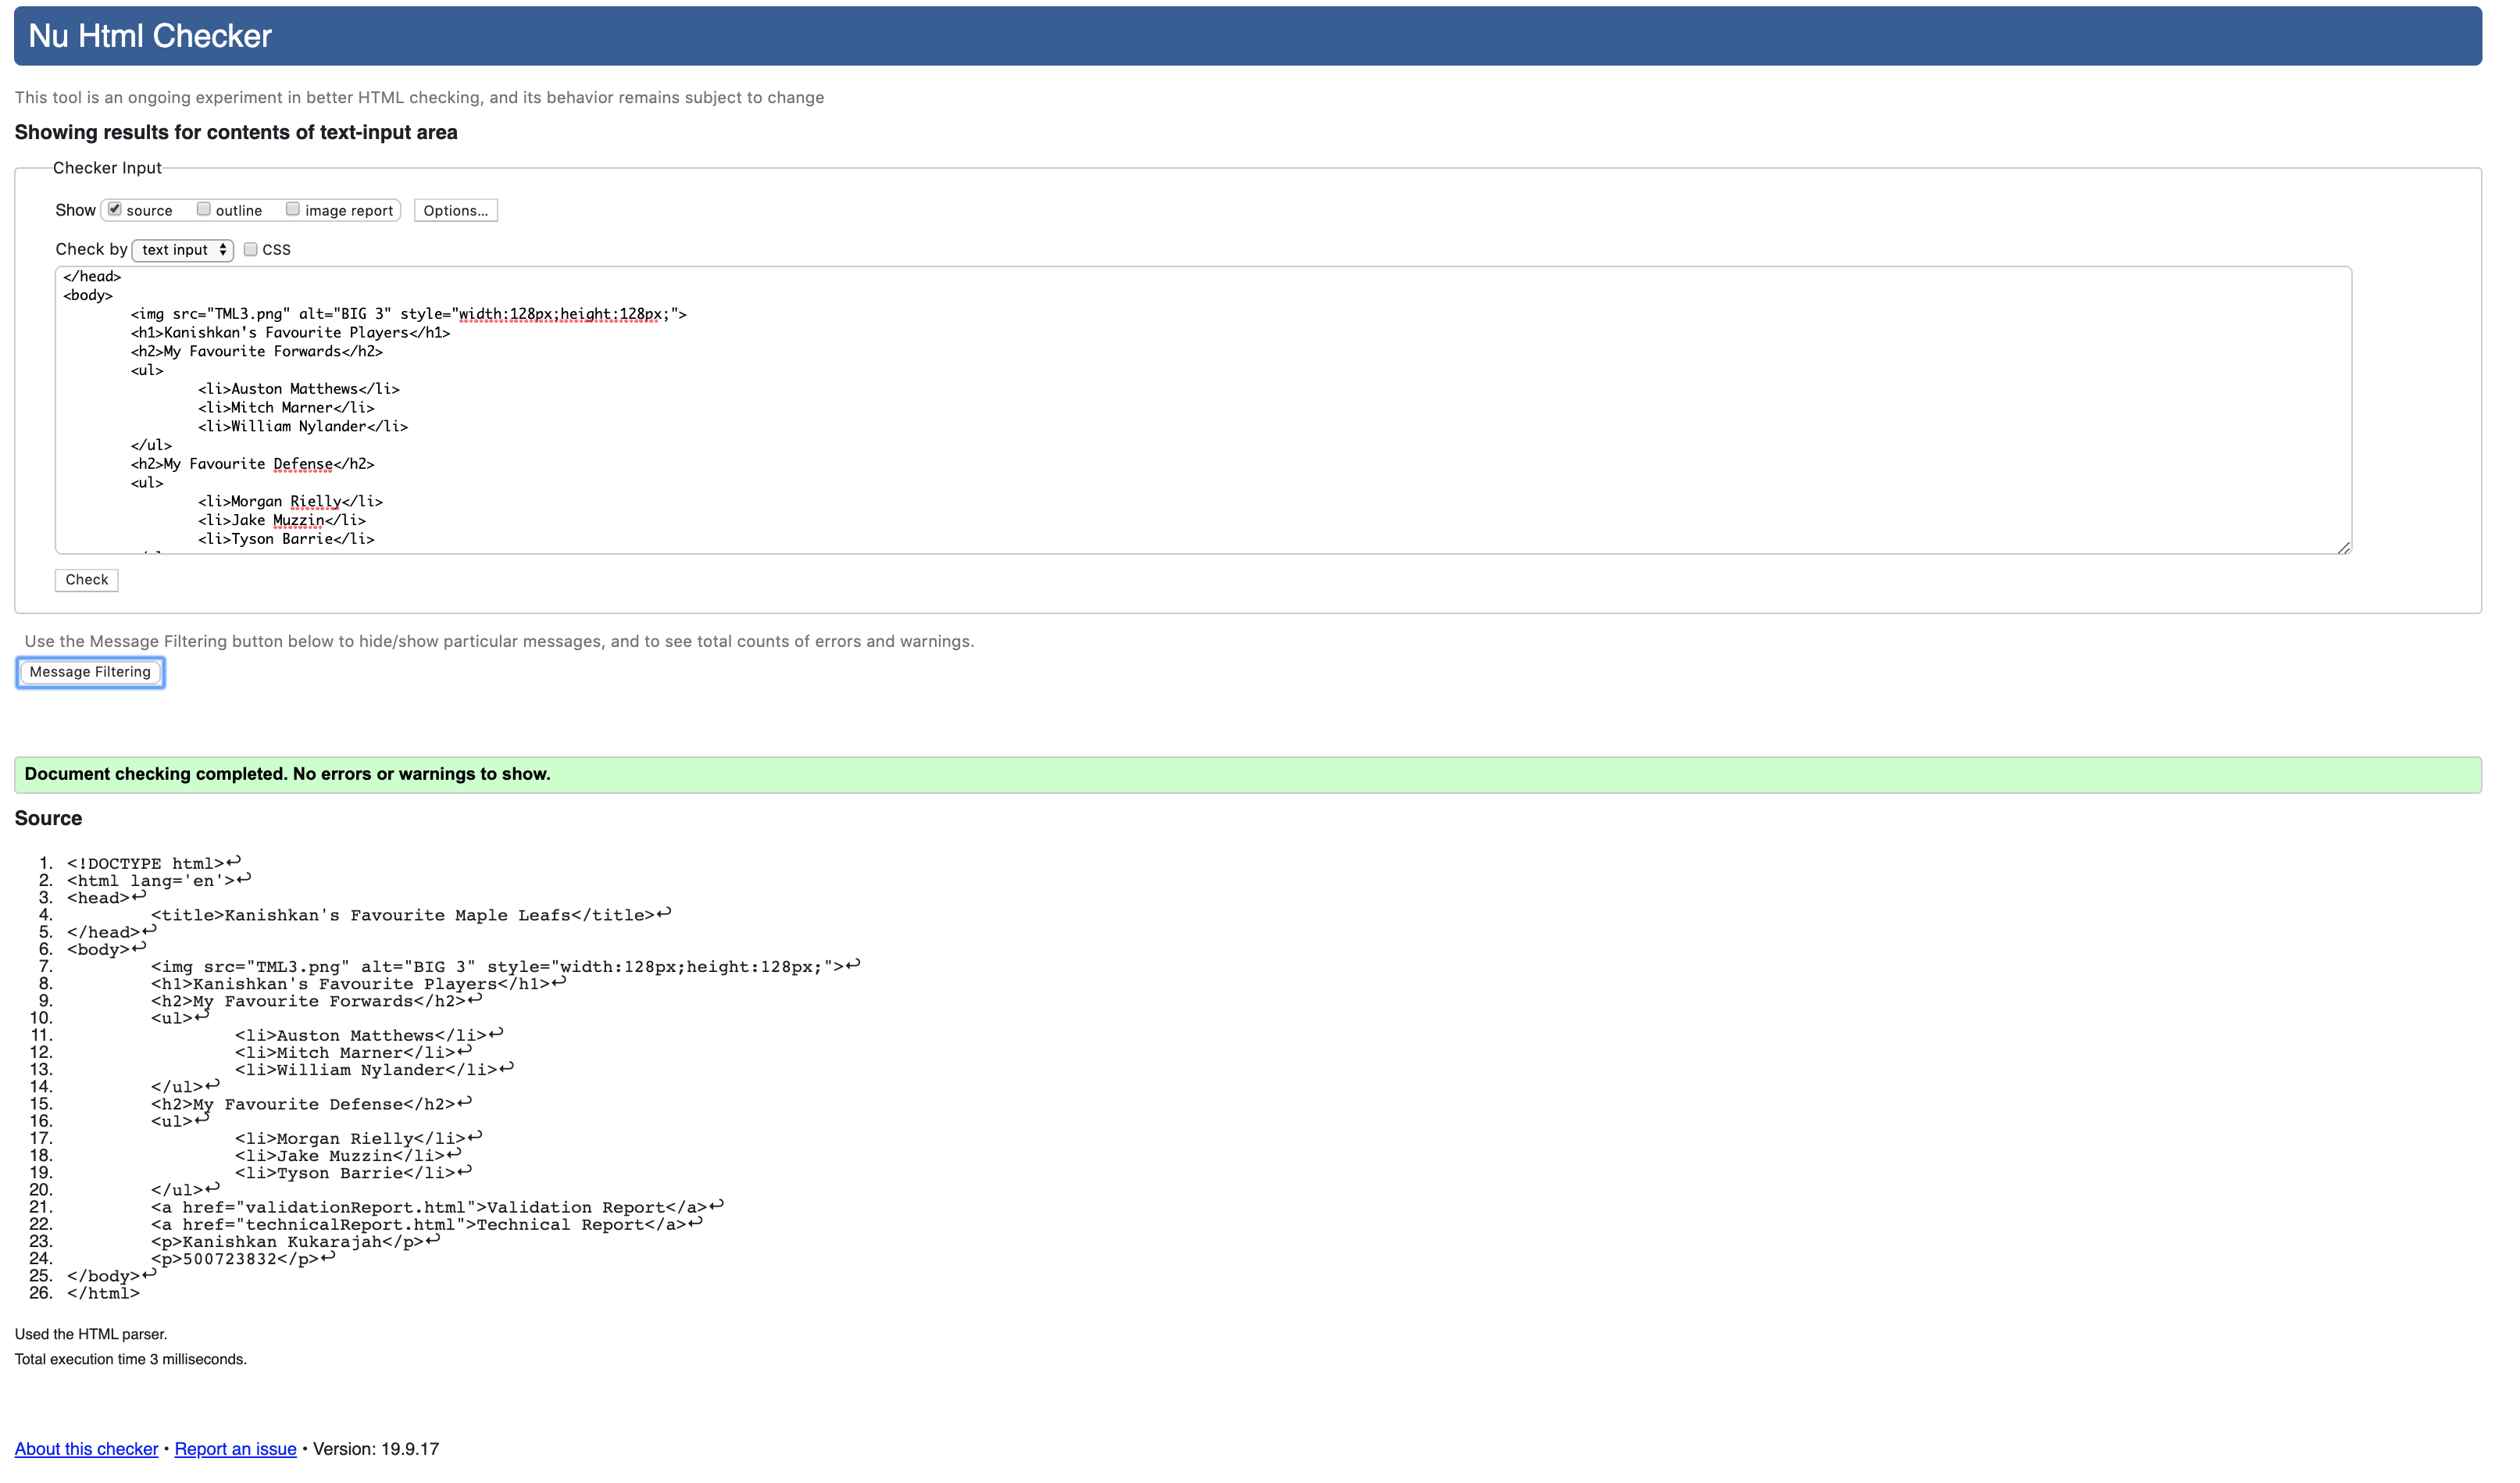 Nu Html Checker
This tool is an ongoing experiment in better HTML checking, and its behavior remains subject to change
Showing results for contents of text-input area
Checker Input
Show source outline image report Options...
Check by text input CSS
</head>
<body>
<img src="TML3.png" alt="BIG 3" style="width:128px;height:128px;">
<h1>Kanishkan's Favourite Players</h1>
<h2>My Favourite Forwards</h2>
<ul>
<li>Auston Matthews</li>
<li>Mitch Marner</li>
<li>William Nylander</li>
</ul>
<h2>My Favourite Defense</h2>
<ul>
<li>Morgan Rielly</li>
<li>Jake Muzzin</li>
<li>Tyson Barrie</li>
Check
Use the Message Filtering button below to hide/show particular messages, and to see total counts of errors and warnings.
Message Filtering
Document checking completed. No errors or warnings to show.
Source
1. <!DOCTYPE html>↩
2. <html lang='en'>↩
3. <head>↩
4. <title>Kanishkan's Favourite Maple Leafs</title>↩
5. </head>↩
6. <body>↩
7. <img src="TML3.png" alt="BIG 3" style="width:128px;height:128px;">↩
8. <h1>Kanishkan's Favourite Players</h1>↩
9. <h2>My Favourite Forwards</h2>↩
10. <ul>↩
11. <li>Auston Matthews</li>↩
12. <li>Mitch Marner</li>↩
13. <li>William Nylander</li>↩
14. </ul>↩
15. <h2>My Favourite Defense</h2>↩
16. <ul>↩
17. <li>Morgan Rielly</li>↩
18. <li>Jake Muzzin</li>↩
19. <li>Tyson Barrie</li>↩
20. </ul>↩
21. <a href="validationReport.html">Validation Report</a>↩
22. <a href="technicalReport.html">Technical Report</a>↩
23. <p>Kanishkan Kukarajah</p>↩
24. <p>500723832</p>↩
25. </body>↩
26. </html>
Used the HTML parser.
Total execution time 3 milliseconds.
About this checker • Report an issue • Version: 19.9.17